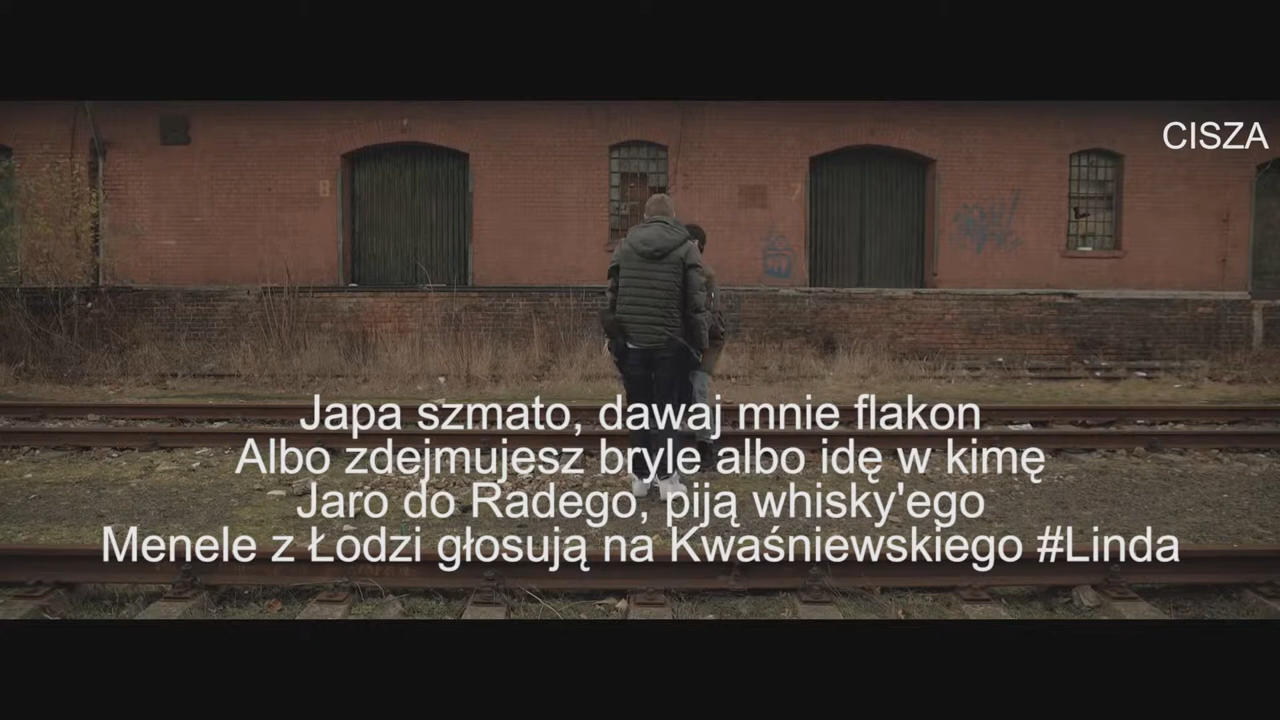 CISZA
Japa szmato, dawaj mnie flakon
Albo zdejmujesz bryle albo idę w kimę
Jaro do Radego, piją whisky'ego
Menele z Łodzi głosują na Kwaśniewskiego #Linda